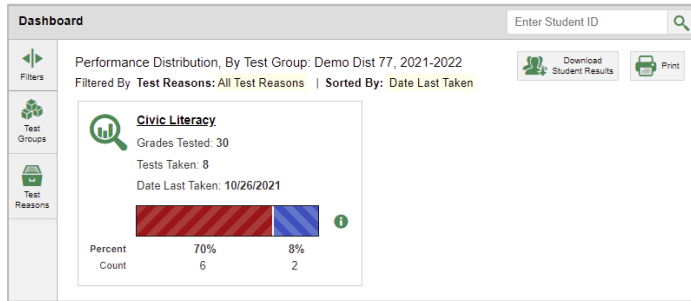 Dashboard
Enter Student ID
Filters
Test
Groups
Test
Reasons
Performance Distribution, By Test Group: Demo Dist 77, 2021-2022
Filtered By Test Reasons: All Test Reasons | Sorted By: Date Last Taken
Download
Student Results
Print
Civic Literacy
Grades Tested: 30
Tests Taken: 8
Date Last Taken: 10/26/2021
Percent 70% 8%
Count 6 2